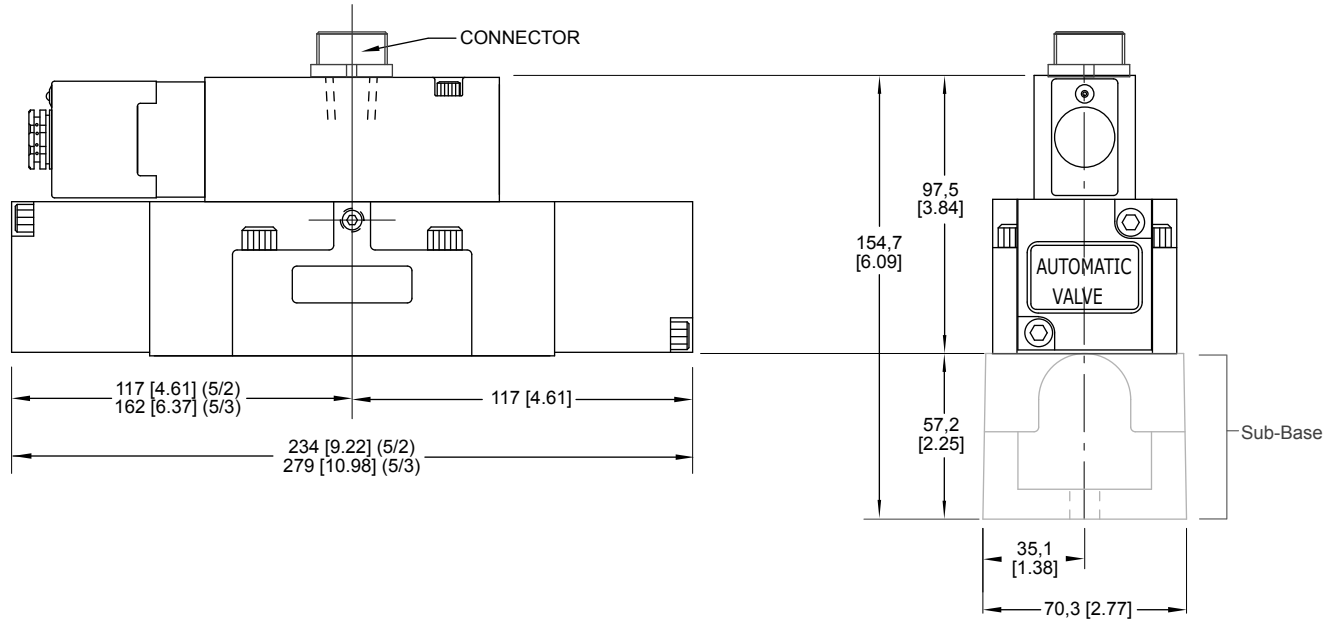 CONNECTOR
97,5
[3.84]
154,7
[6.09]
AUTOMATIC
VALVE
117 [4.61] (5/2)
162 [6.37] (5/3)
117 [4.61]
57,2
[2.25]
Sub-Base
234 [9.22] (5/2)
279 [10.98] (5/3)
35,1
[1.38]
70,3 [2.77]